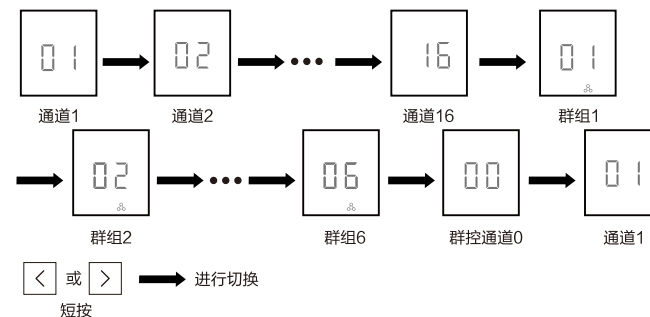 01 02 ••• 16 01
通道1 通道2 通道16 群组1
02 ••• 06 00 01
群组2 群组6 群控通道0 通道1
< 或 > 进行切换
短按